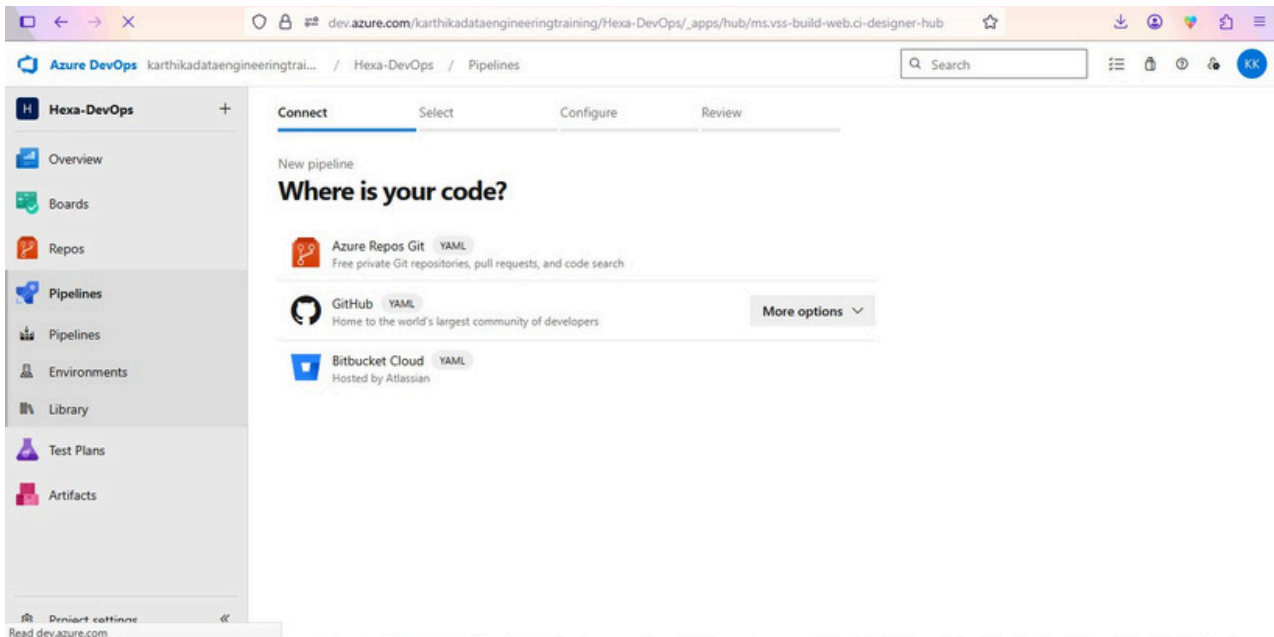 dev.azure.com/karthikadataengineeringtraining/Hexa-DevOps/_apps/hub/ms.vss-build-web.ci-designer-hub
Azure DevOps karthikadataengineeringtrai... / Hexa-DevOps / Pipelines
Search
KK
H Hexa-DevOps +
Connect Select Configure Review
Overview
Boards
Repos
Pipelines
Pipelines
Environments
Library
Test Plans
Artifacts
Project settings
Read dev.azure.com
New pipeline
Where is your code?
Azure Repos Git YAML
Free private Git repositories, pull requests, and code search
GitHub YAML
Home to the world's largest community of developers
More options
Bitbucket Cloud YAML
Hosted by Atlassian